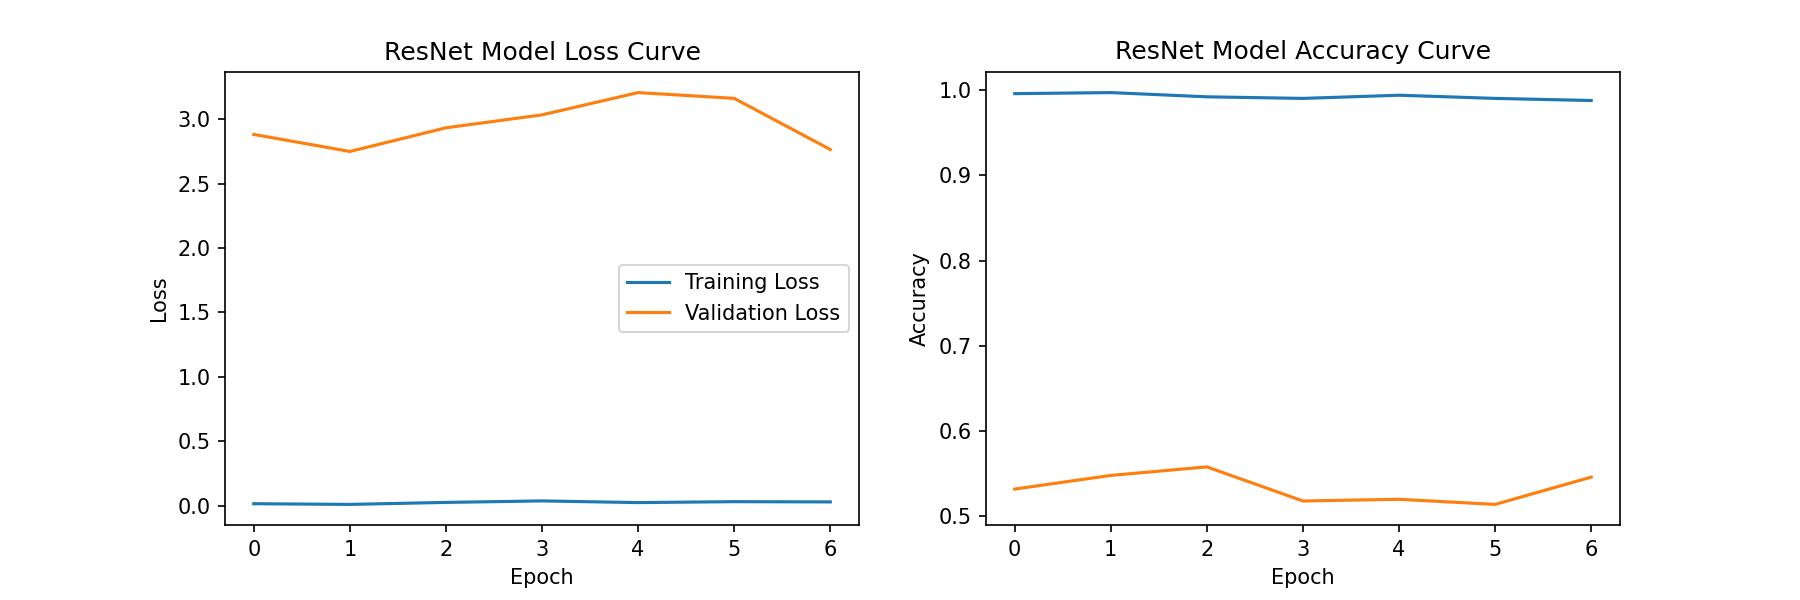 ResNet Model Loss Curve
Loss
3.0
2.5
2.0
1.5
1.0
0.5
0.0
Training Loss
Validation Loss
0 1 2 3 4 5 6
Epoch
ResNet Model Accuracy Curve
Accuracy
1.0
0.9
0.8
0.7
0.6
0.5
0 1 2 3 4 5 6
Epoch